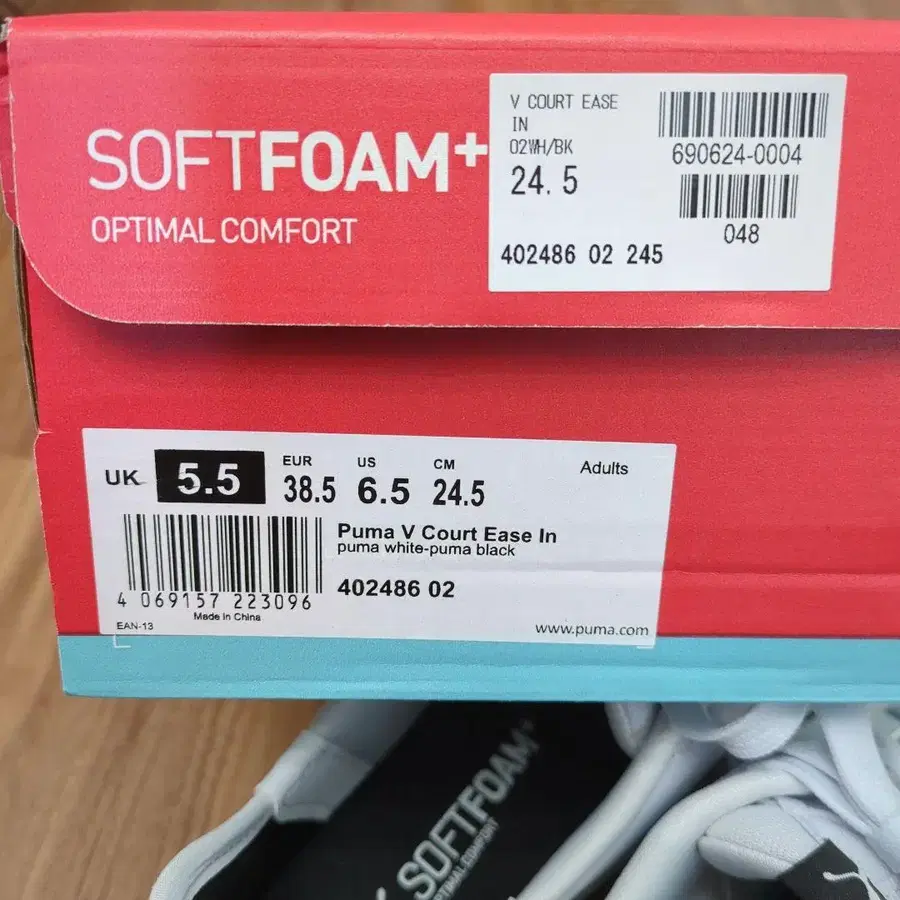 SOFTFOAM+
OPTIMAL COMFORT
V COURT EASE
IN
02WH/BK
24.5
402486 02 245
690624-0004
048
UK 5.5 EUR 38.5 US 6.5 CM 24.5
Adults
Puma V Court Ease In
puma white-puma black
402486 02
4 069157 223096
Made in China
EAN-13
www.puma.com
SOFTFOAM+
OPTIMAL COMFORT